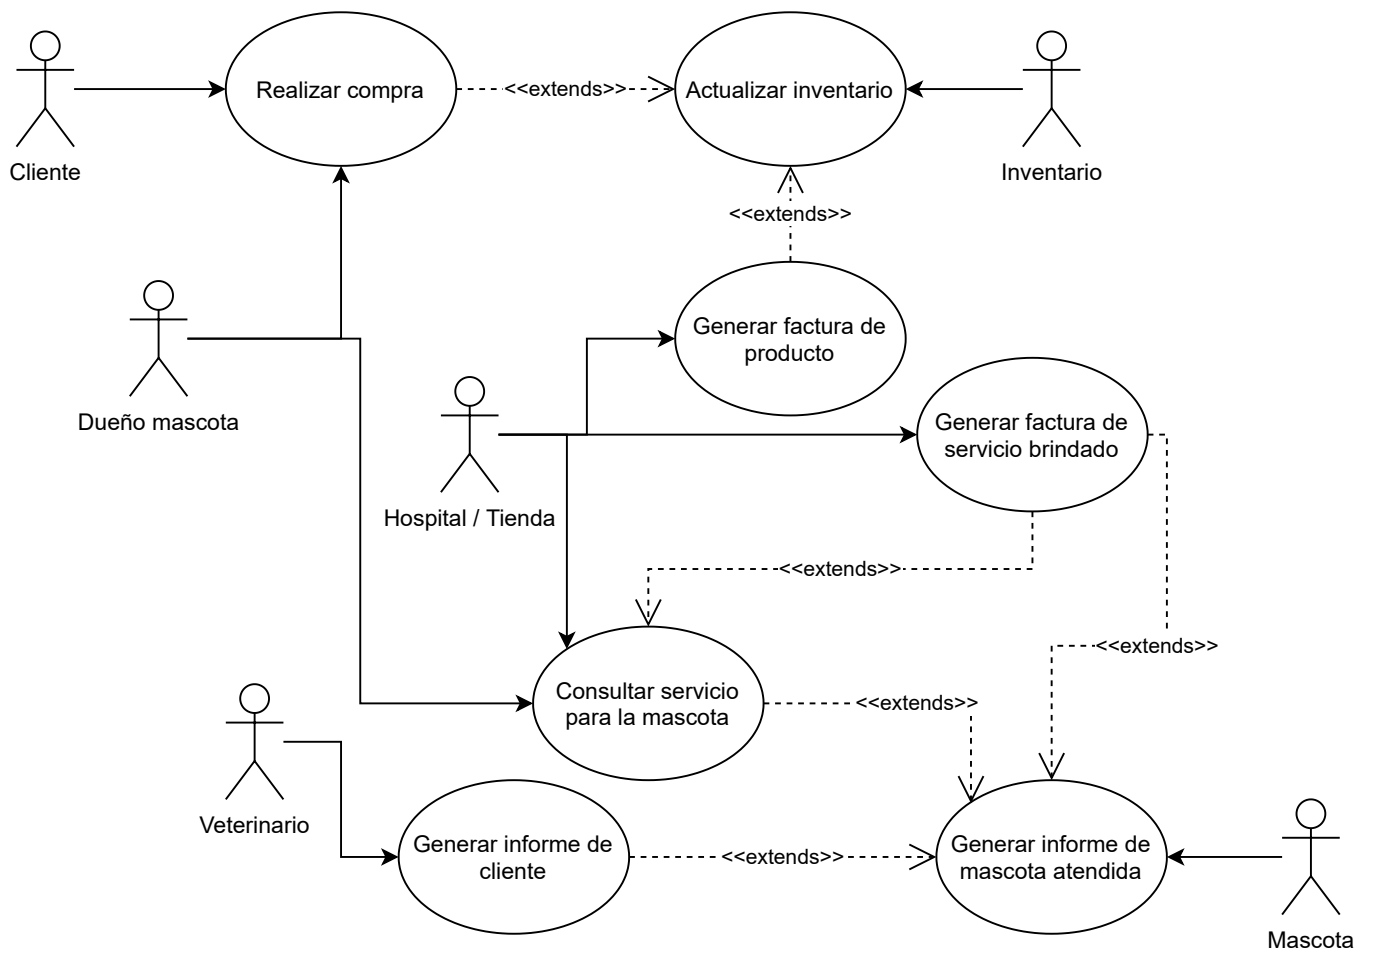 Realizar compra
<<extends>>
Actualizar inventario
Cliente
Inventario
<<extends>>
Generar factura de
producto
Dueño mascota
Generar factura de
servicio brindado
Hospital / Tienda
<<extends>>
<<extends>>
Consultar servicio
para la mascota
<<extends>>
Veterinario
Generar informe de
cliente
<<extends>>
Generar informe de
mascota atendida
Mascota